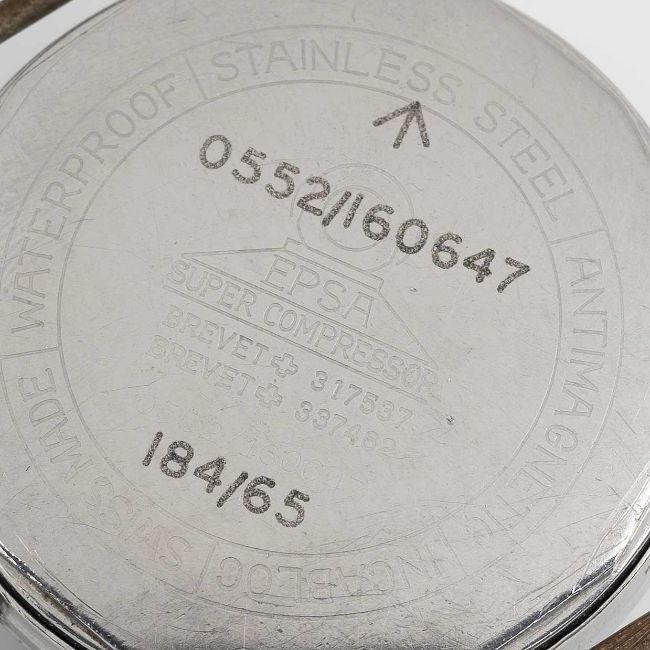 WATERPROOF | STAINLESS STEEL | ANTIMAGNETIC | INCABLOC | SWISS MADE |
0552/160647
EPSA
SUPER COMPRESSOR
BREVET 317537
BREVET 337462
184/65